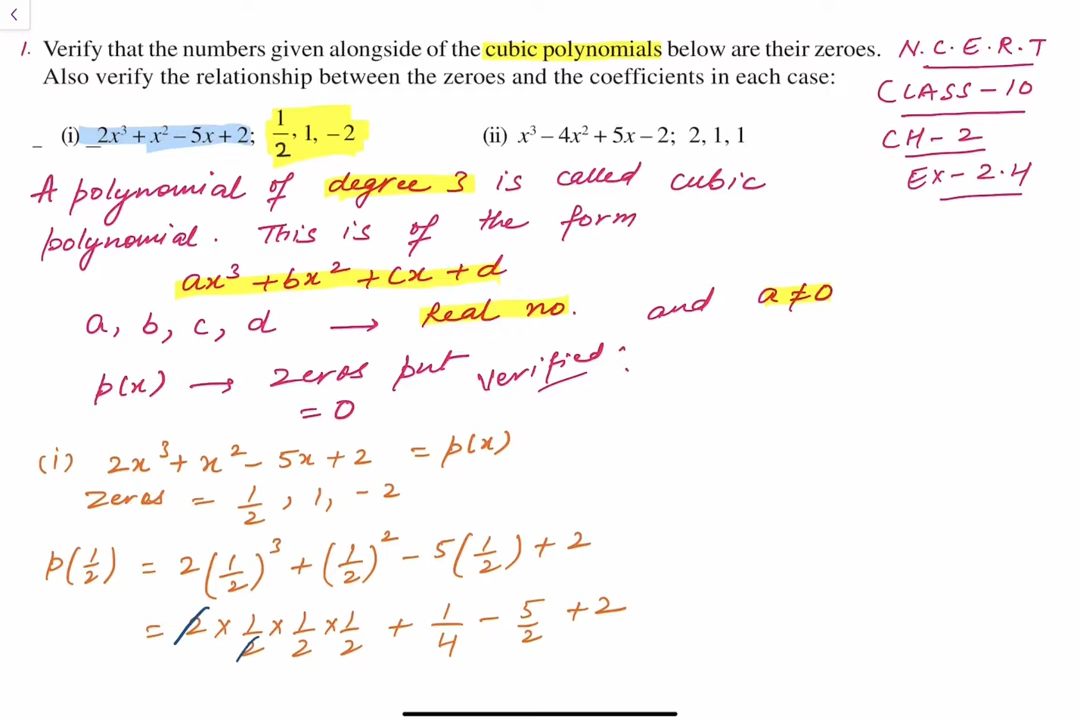 1. Verify that the numbers given alongside of the cubic polynomials below are their zeroes. Also verify the relationship between the zeroes and the coefficients in each case:
N.C.E.R.T
CLASS-10
CH-2
EX-2.4
(i) 2x³ + x² – 5x + 2; 1/2, 1, –2 (ii) x³ – 4x² + 5x – 2; 2, 1, 1
A polynomial of degree 3 is called cubic
polynomial. This is of the form
ax³ + bx² + cx + d
a, b, c, d → Real no. and a ≠ 0
p(x) → zeros put verified :
= 0
(i) 2x³ + x² - 5x + 2 = p(x)
zeros = 1/2, 1, -2
p(1/2) = 2(1/2)³ + (1/2)² - 5(1/2) + 2
= 2 × 1/2 × 1/2 × 1/2 + 1/4 - 5/2 + 2